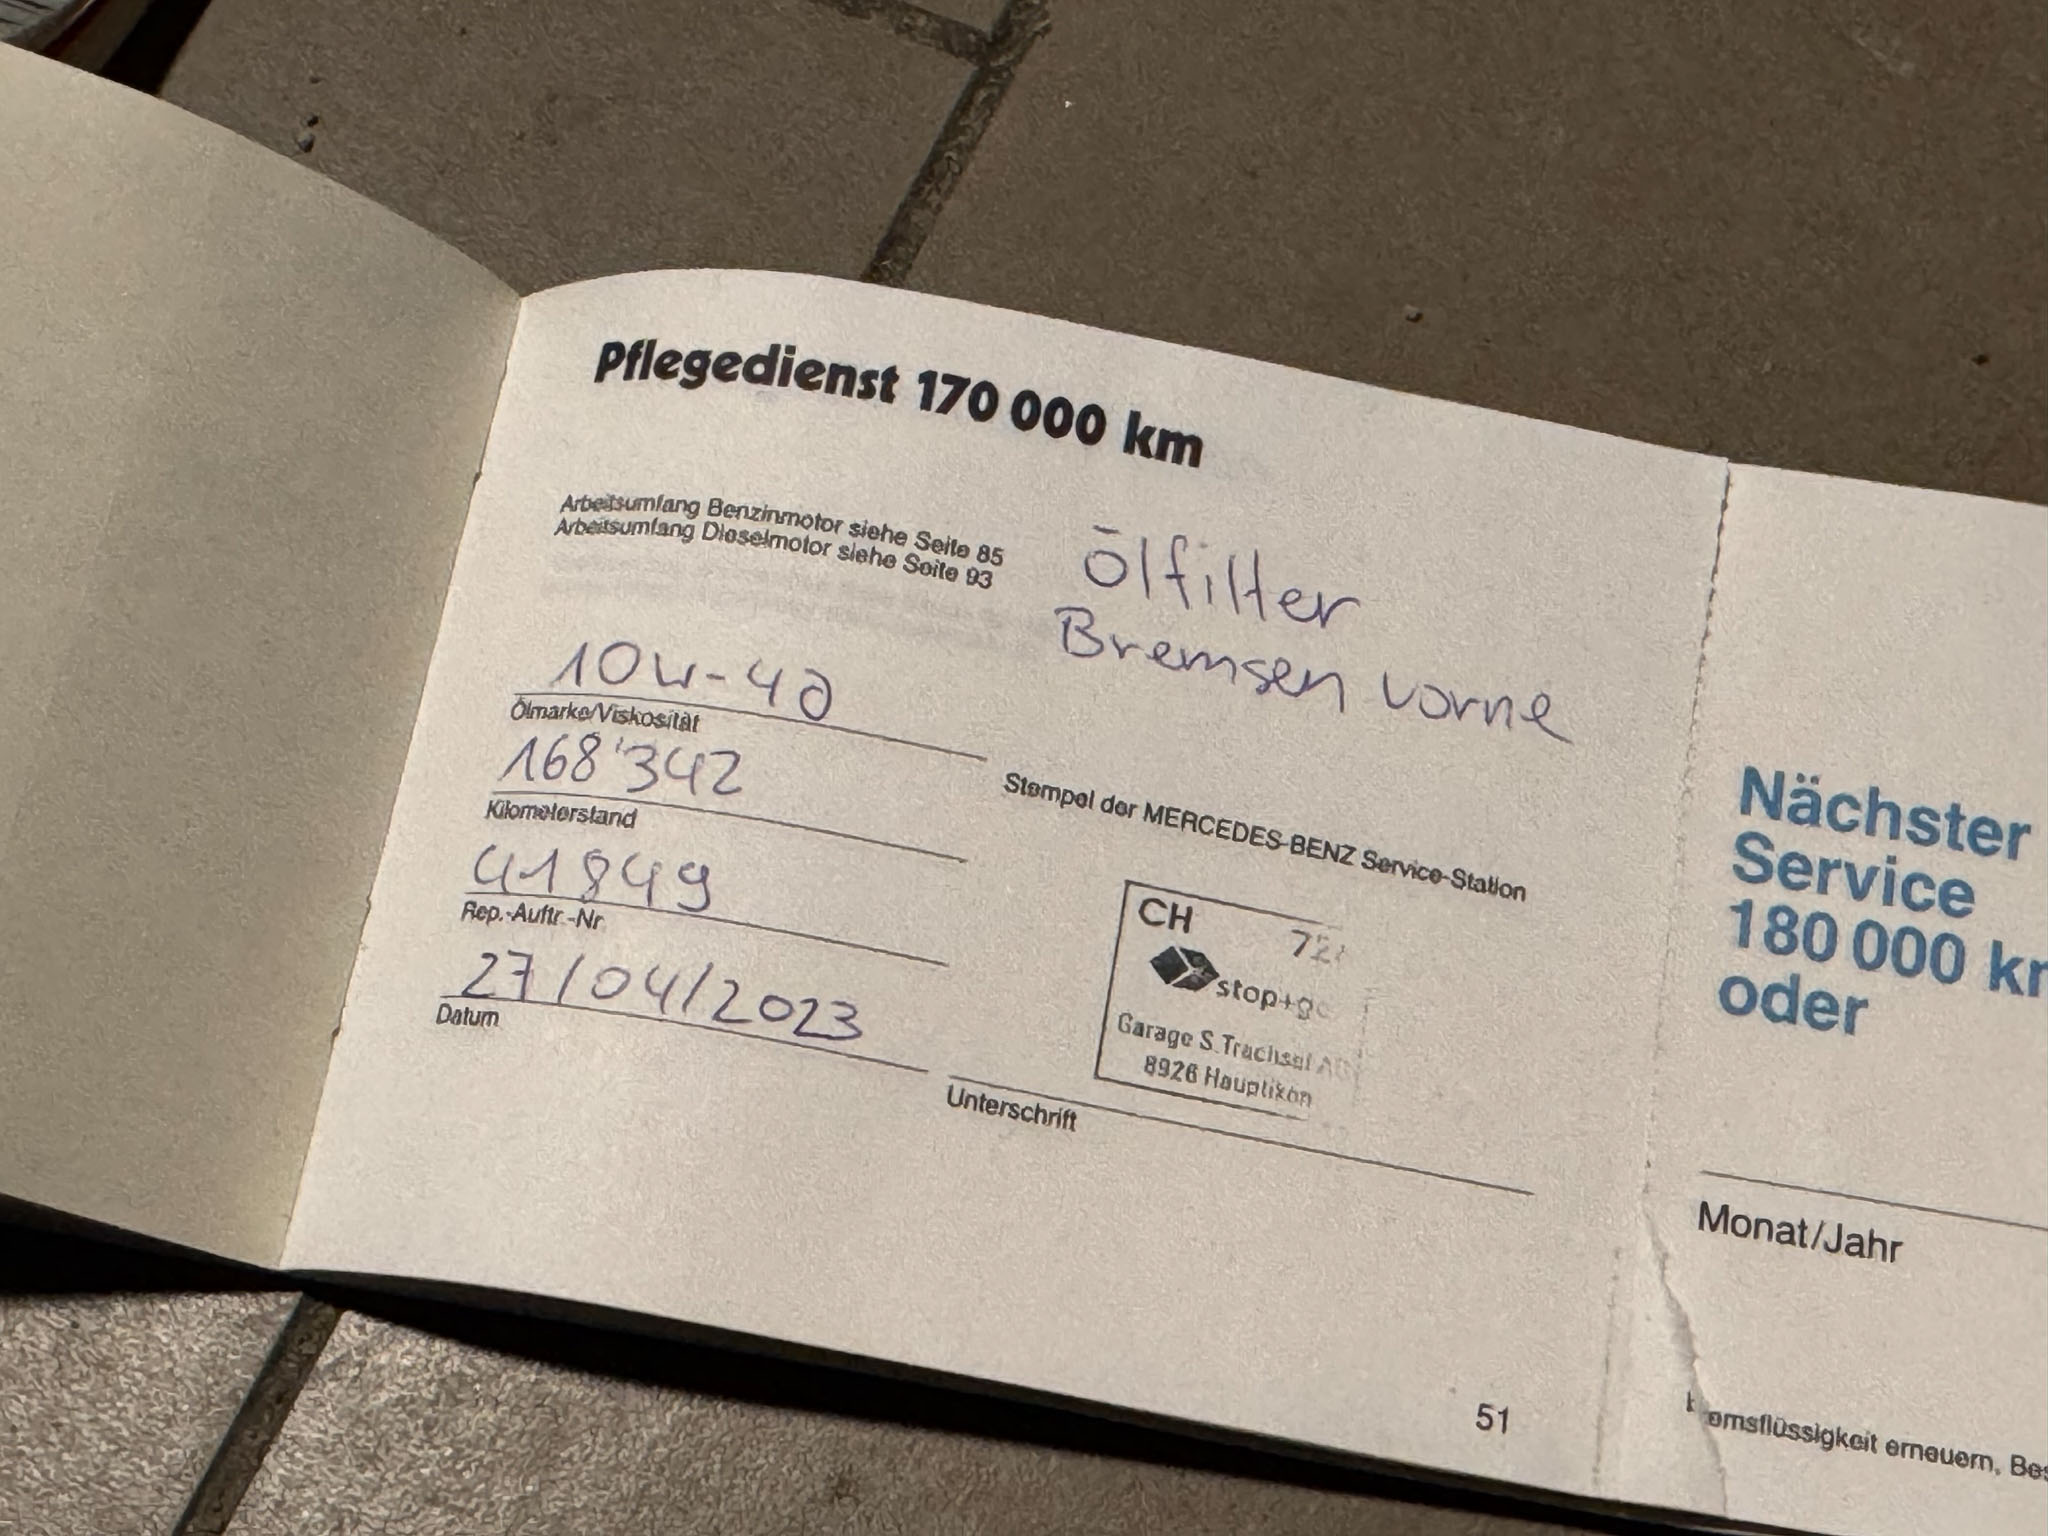 Pflegedienst 170 000 km
Arbeitsumfang Benzinmotor siehe Seite 85
Arbeitsumfang Dieselmotor siehe Seite 93
Ölfilter
Bremsen vorne
10w-40
Ölmarke/Viskosität
168'342
Kilometerstand
41849
Rep.-Auftr.-Nr.
27/04/2023
Datum
Stempel der MERCEDES-BENZ Service-Station
CH
stop+go
Garage S. Trachsel AG
8926 Hauptikon
Unterschrift
51
Nächster
Service
180 000 km
oder
Monat/Jahr
erneuern,